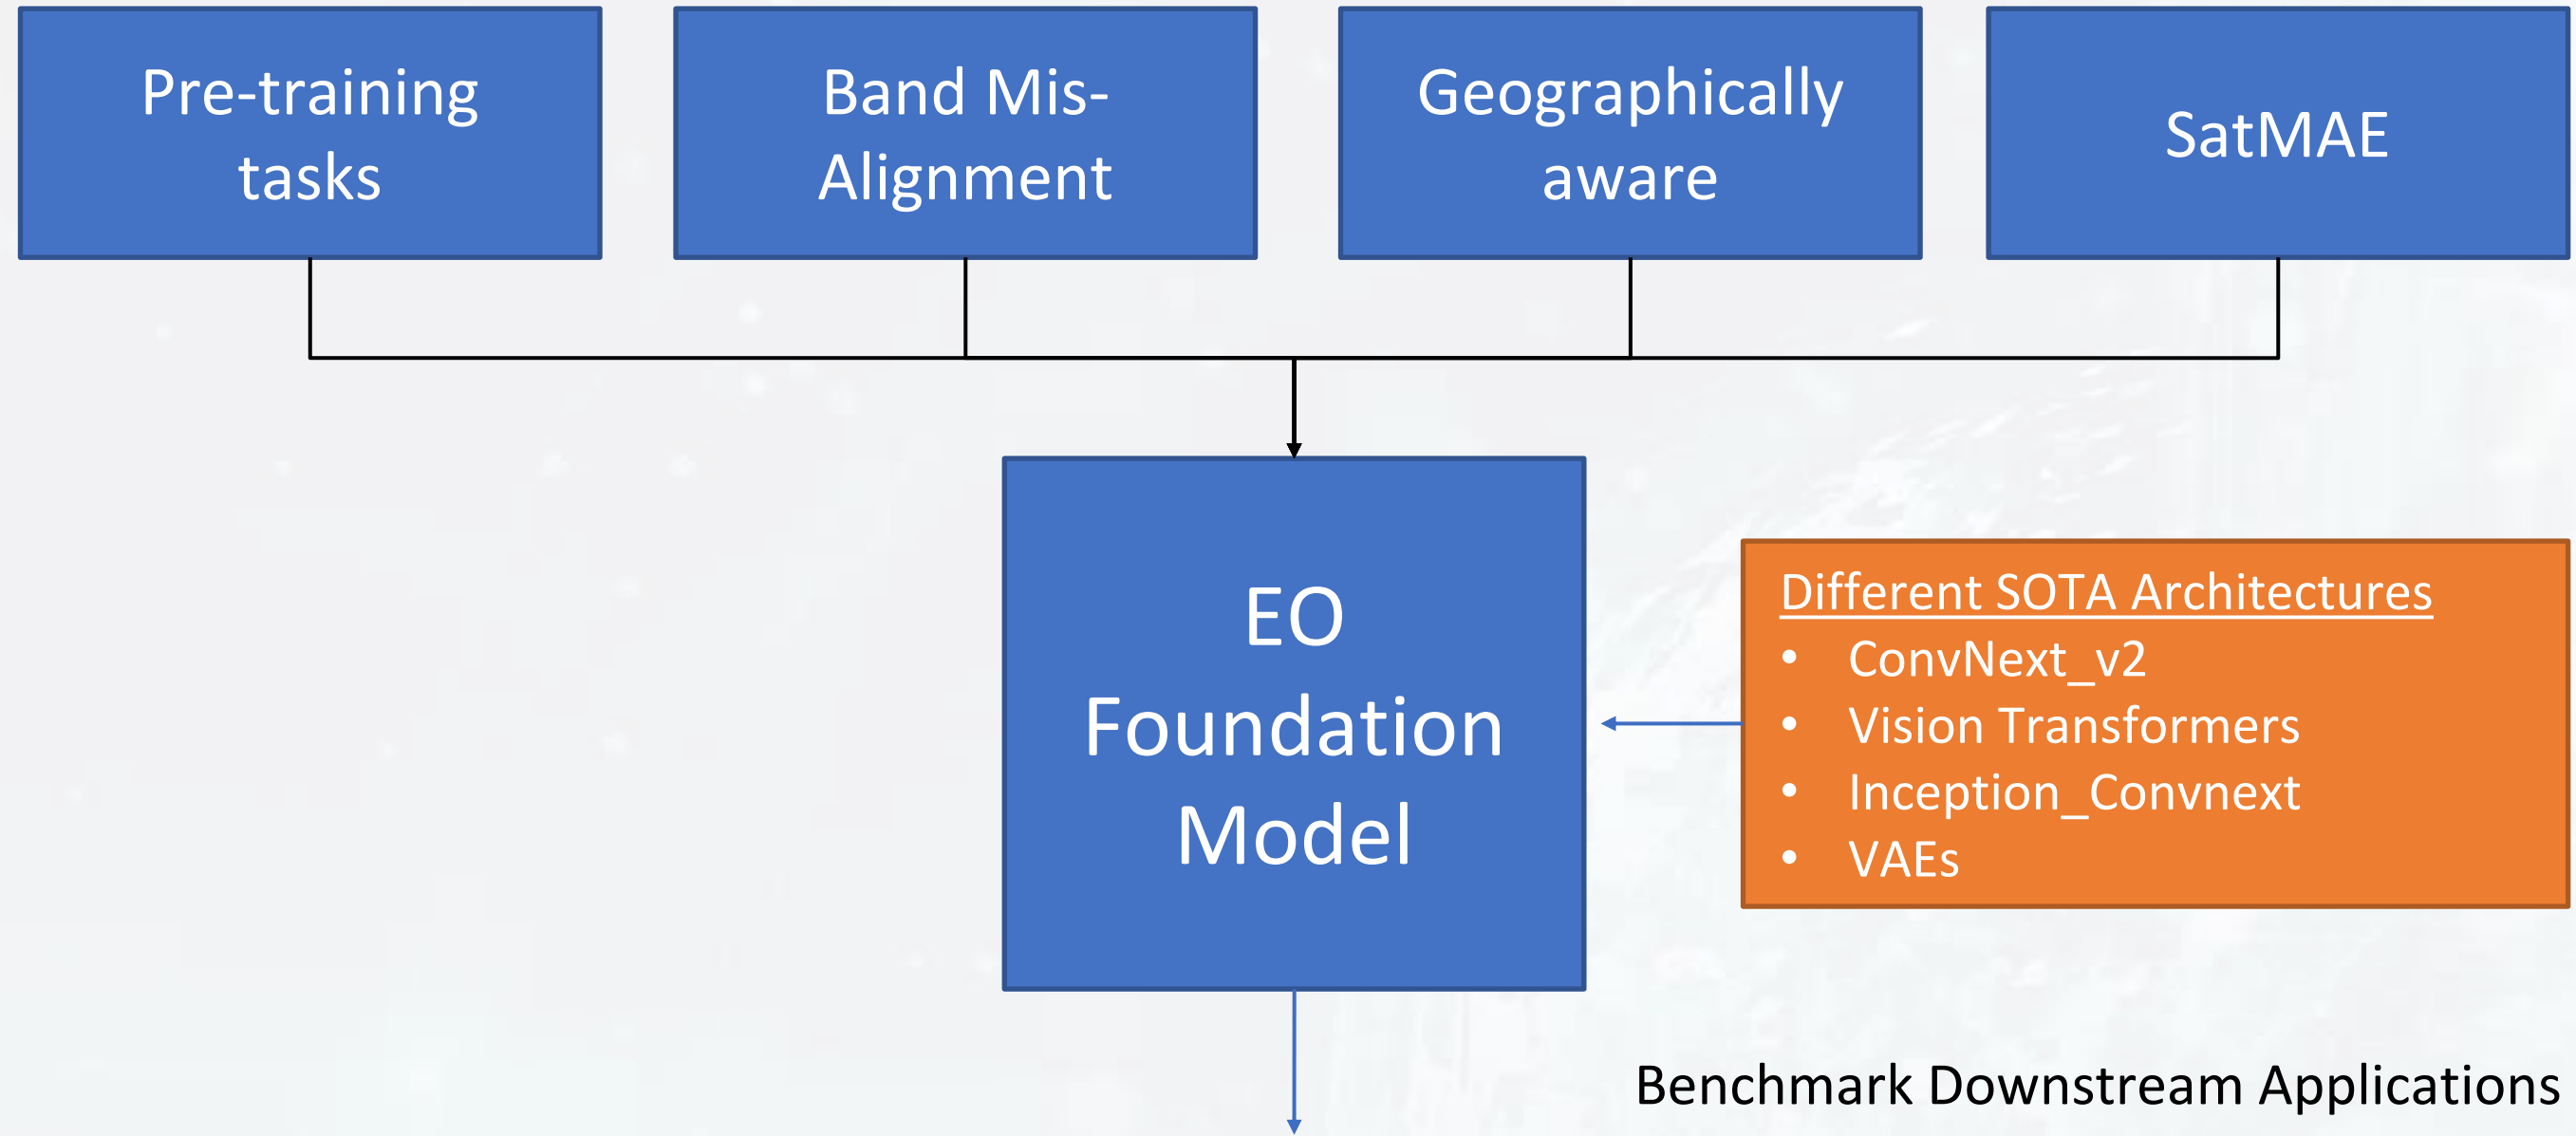 Pre-training
tasks
Band Mis-
Alignment
Geographically
aware
SatMAE
EO
Foundation
Model
Different SOTA Architectures
• ConvNext_v2
• Vision Transformers
• Inception_Convnext
• VAEs
Benchmark Downstream Applications